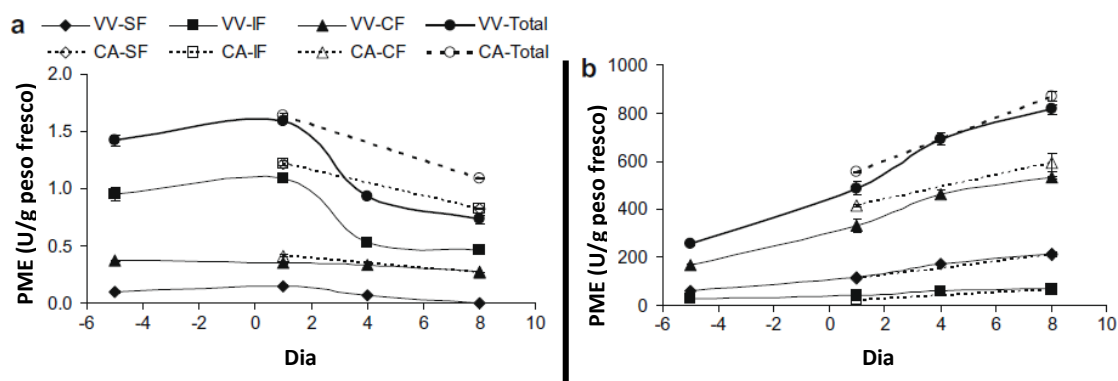 a
VV-SF VV-IF VV-CF VV-Total
CA-SF CA-IF CA-CF CA-Total
PME (U/g peso fresco)
2.0
1.5
1.0
0.5
0.0
-6 -4 -2 0 2 4 6 8 10
Dia
b
PME (U/g peso fresco)
1000
800
600
400
200
0
-6 -4 -2 0 2 4 6 8 10
Dia